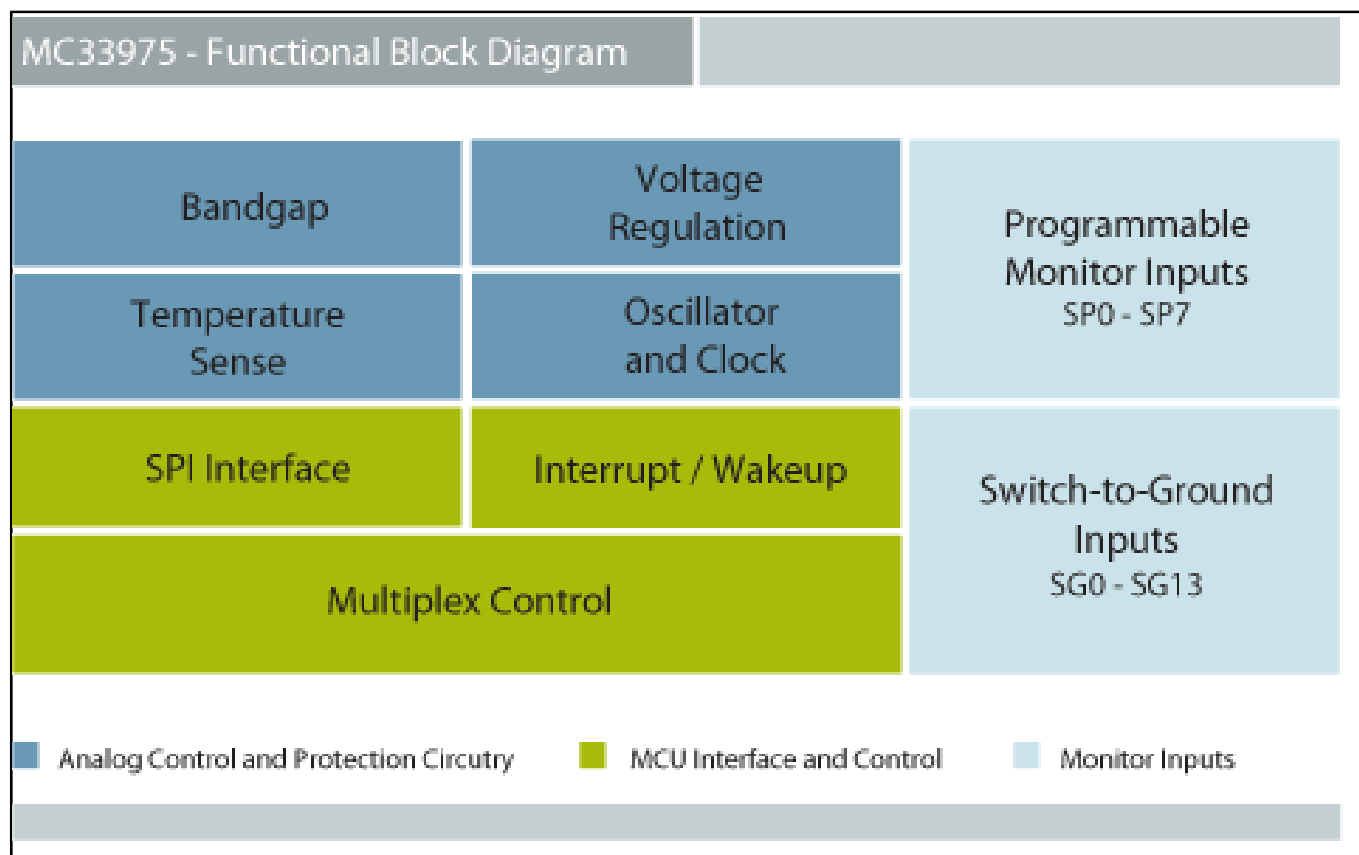 MC33975 - Functional Block Diagram
Bandgap
Voltage
Regulation
Programmable
Monitor Inputs
SP0 - SP7
Temperature
Sense
Oscillator
and Clock
SPI Interface
Interrupt / Wakeup
Switch-to-Ground
Inputs
SG0 - SG13
Multiplex Control
Analog Control and Protection Circutry
MCU Interface and Control
Monitor Inputs